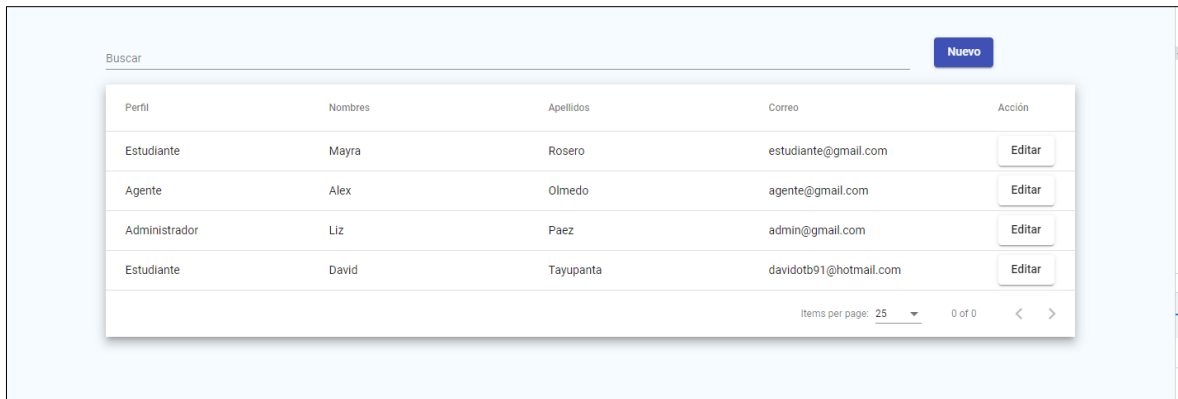 Buscar Nuevo
Perfil Nombres Apellidos Correo Acción
Estudiante Mayra Rosero estudiante@gmail.com Editar
Agente Alex Olmedo agente@gmail.com Editar
Administrador Liz Paez admin@gmail.com Editar
Estudiante David Tayupanta davidotb91@hotmail.com Editar
Items per page: 25 0 of 0